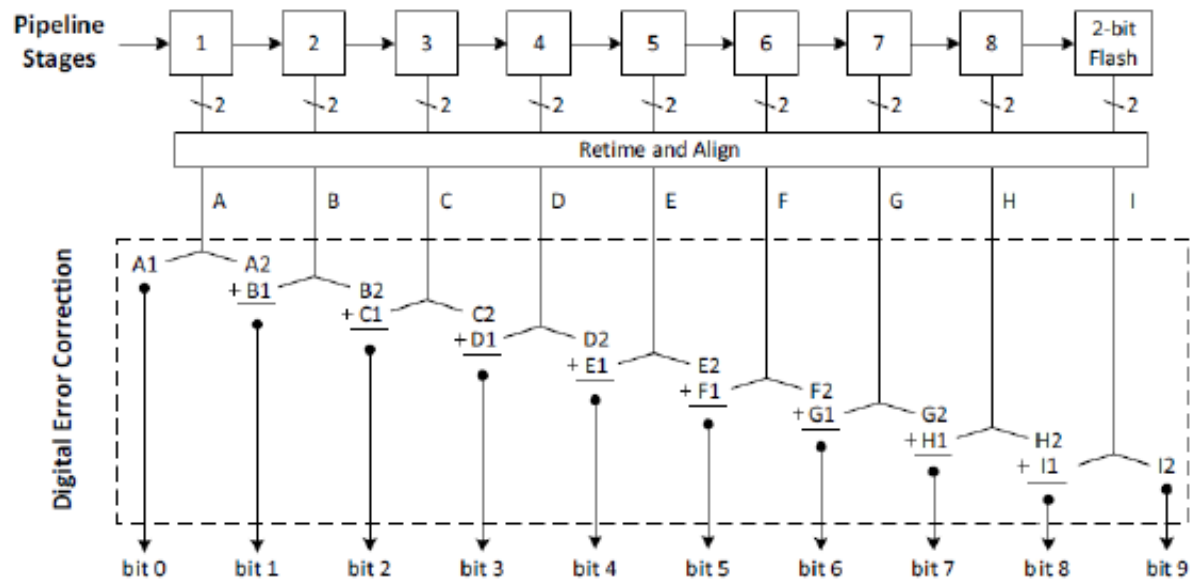 Pipeline
Stages
1
2
3
4
5
6
7
8
2-bit
Flash
2
2
2
2
2
2
2
2
2
Retime and Align
A
B
C
D
E
F
G
H
I
Digital Error Correction
A1
A2
+ B1
B2
+ C1
C2
+ D1
D2
+ E1
E2
+ F1
F2
+ G1
G2
+ H1
H2
+ I1
I2
bit 0
bit 1
bit 2
bit 3
bit 4
bit 5
bit 6
bit 7
bit 8
bit 9